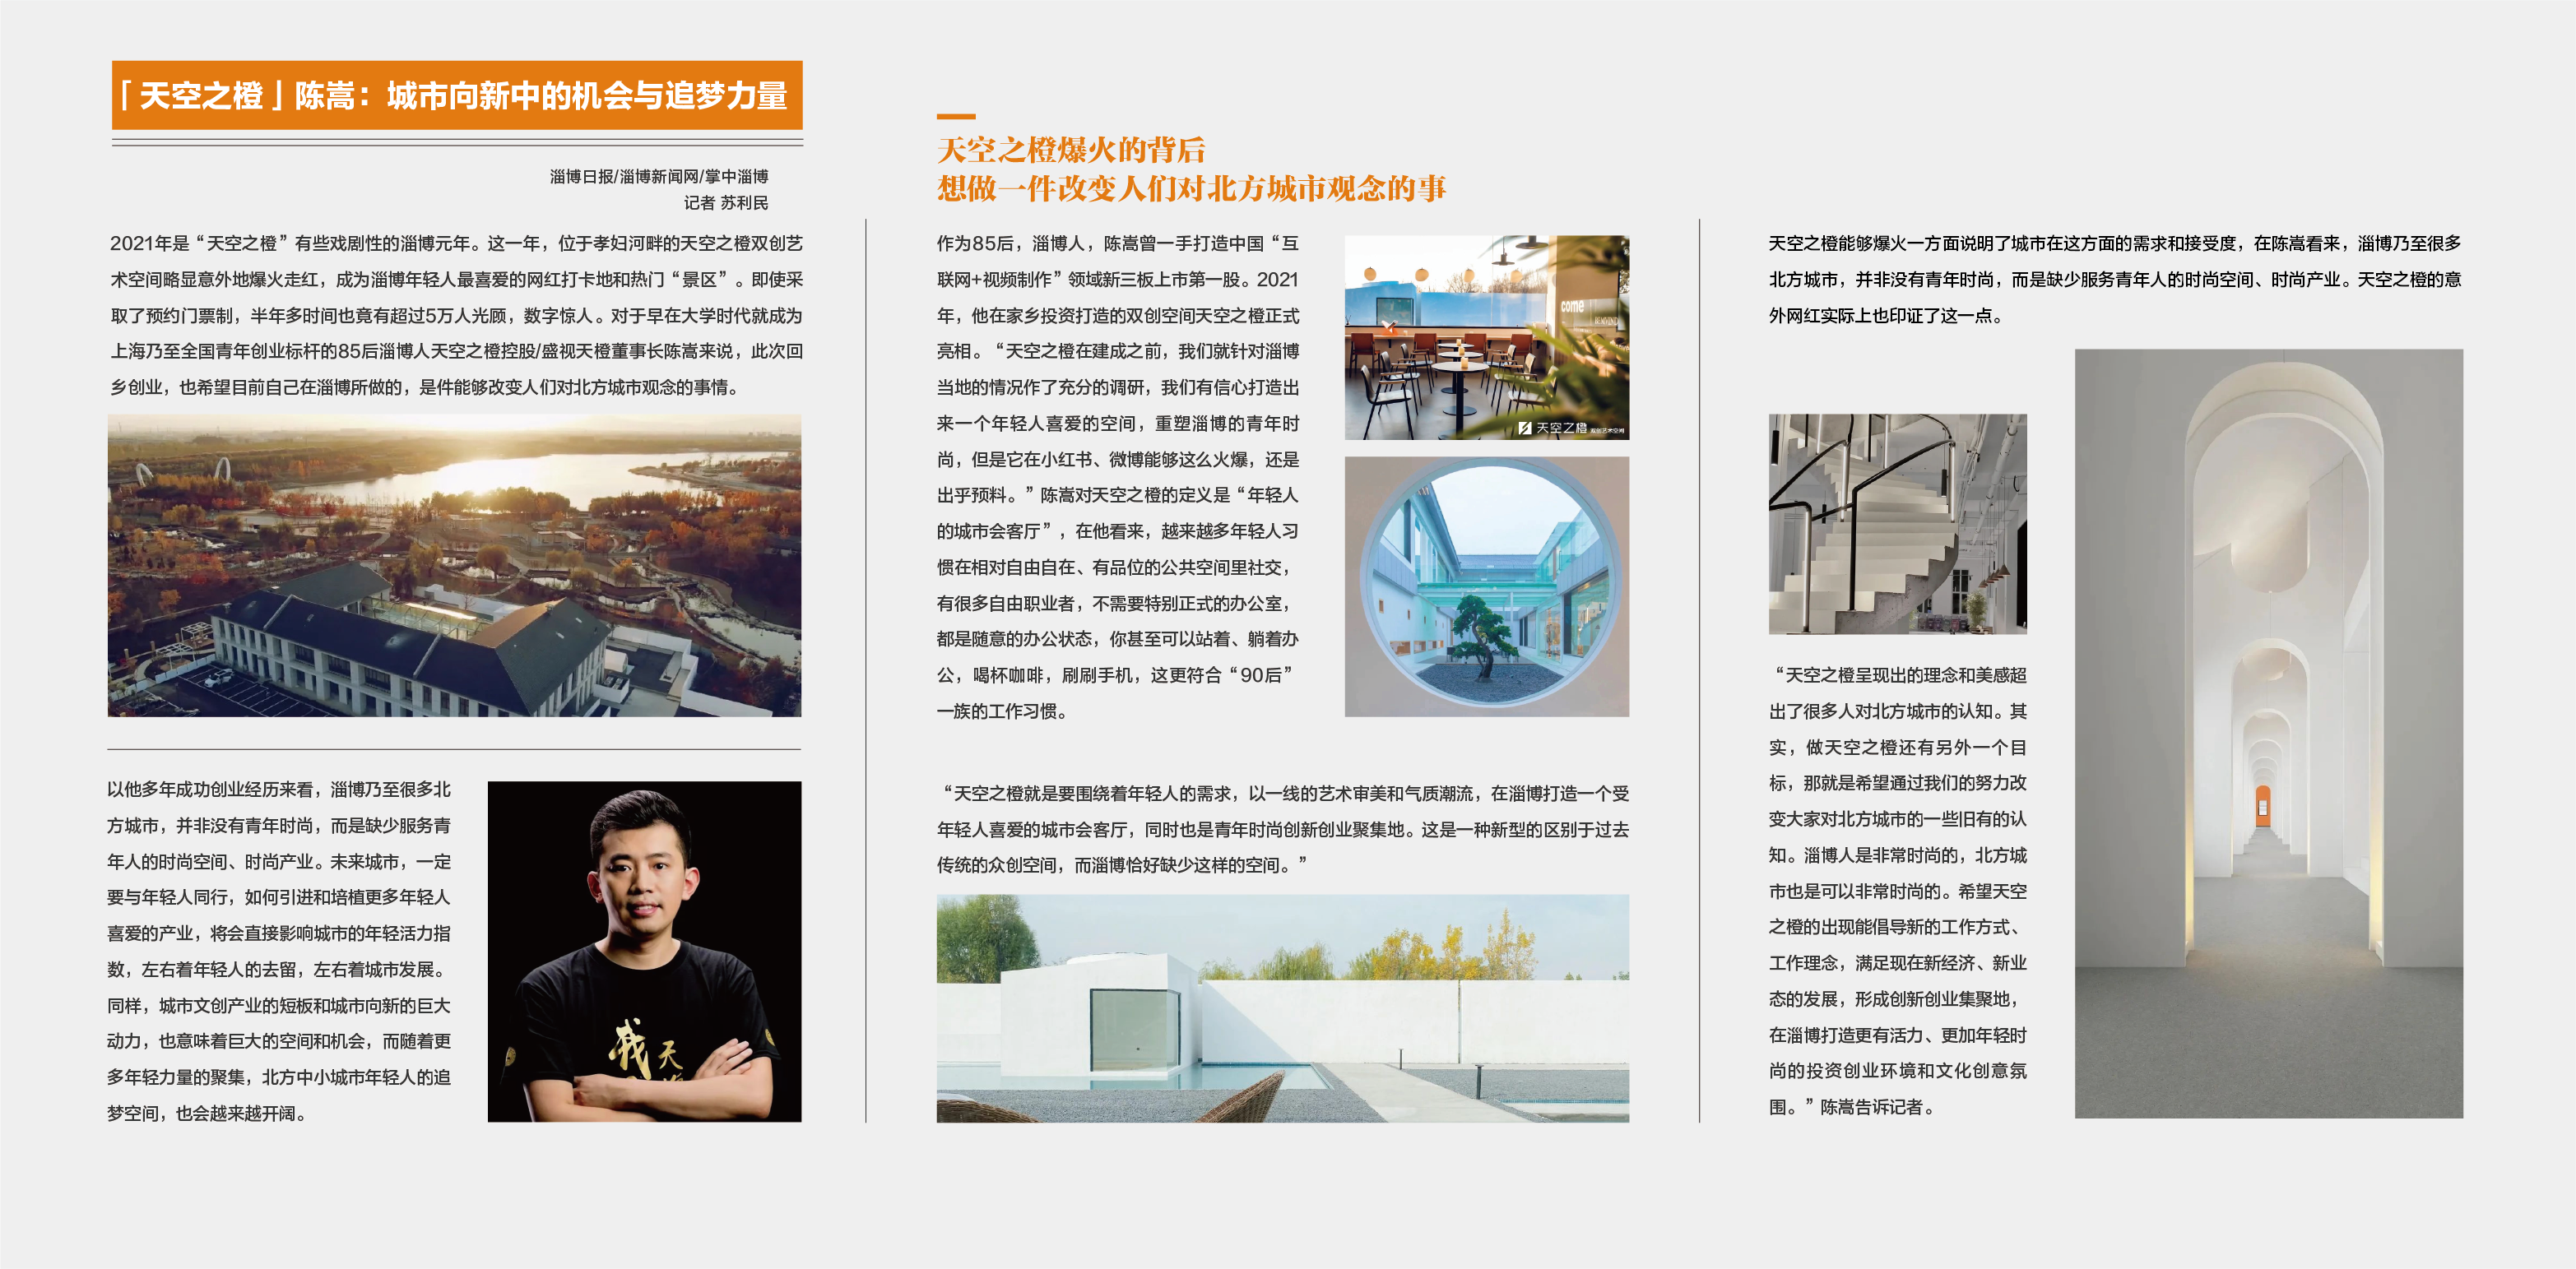 「天空之橙」陈嵩：城市向新中的机会与追梦力量
淄博日报/淄博新闻网/掌中淄博
记者 苏利民
2021年是“天空之橙”有些戏剧性的淄博元年。这一年，位于孝妇河畔的天空之橙双创艺
术空间略显意外地爆火走红，成为淄博年轻人最喜爱的网红打卡地和热门“景区”。即使采
取了预约门票制，半年多时间也竟有超过5万人光顾，数字惊人。对于早在大学时代就成为
上海乃至全国青年创业标杆的85后淄博人天空之橙控股/盛视天橙董事长陈嵩来说，此次回
乡创业，也希望目前自己在淄博所做的，是件能够改变人们对北方城市观念的事情。
以他多年成功创业经历来看，淄博乃至很多北
方城市，并非没有青年时尚，而是缺少服务青
年人的时尚空间、时尚产业。未来城市，一定
要与年轻人同行，如何引进和培植更多年轻人
喜爱的产业，将会直接影响城市的年轻活力指
数，左右着年轻人的去留，左右着城市发展。
同样，城市文创产业的短板和城市向新的巨大
动力，也意味着巨大的空间和机会，而随着更
多年轻力量的聚集，北方中小城市年轻人的追
梦空间，也会越来越开阔。
我天
天空之橙爆火的背后
想做一件改变人们对北方城市观念的事
作为85后，淄博人，陈嵩曾一手打造中国“互
联网+视频制作”领域新三板上市第一股。2021
年，他在家乡投资打造的双创空间天空之橙正式
亮相。“天空之橙在建成之前，我们就针对淄博
当地的情况作了充分的调研，我们有信心打造出
来一个年轻人喜爱的空间，重塑淄博的青年时
尚，但是它在小红书、微博能够这么火爆，还是
出乎预料。”陈嵩对天空之橙的定义是“年轻人
的城市会客厅”，在他看来，越来越多年轻人习
惯在相对自由自在、有品位的公共空间里社交，
有很多自由职业者，不需要特别正式的办公室，
都是随意的办公状态，你甚至可以站着、躺着办
公，喝杯咖啡，刷刷手机，这更符合“90后”
一族的工作习惯。
come
天空之橙 双创艺术空间
“天空之橙就是要围绕着年轻人的需求，以一线的艺术审美和气质潮流，在淄博打造一个受
年轻人喜爱的城市会客厅，同时也是青年时尚创新创业聚集地。这是一种新型的区别于过去
传统的众创空间，而淄博恰好缺少这样的空间。”
天空之橙能够爆火一方面说明了城市在这方面的需求和接受度，在陈嵩看来，淄博乃至很多
北方城市，并非没有青年时尚，而是缺少服务青年人的时尚空间、时尚产业。天空之橙的意
外网红实际上也印证了这一点。
“天空之橙呈现出的理念和美感超
出了很多人对北方城市的认知。其
实，做天空之橙还有另外一个目
标，那就是希望通过我们的努力改
变大家对北方城市的一些旧有的认
知。淄博人是非常时尚的，北方城
市也是可以非常时尚的。希望天空
之橙的出现能倡导新的工作方式、
工作理念，满足现在新经济、新业
态的发展，形成创新创业集聚地，
在淄博打造更有活力、更加年轻时
尚的投资创业环境和文化创意氛
围。”陈嵩告诉记者。